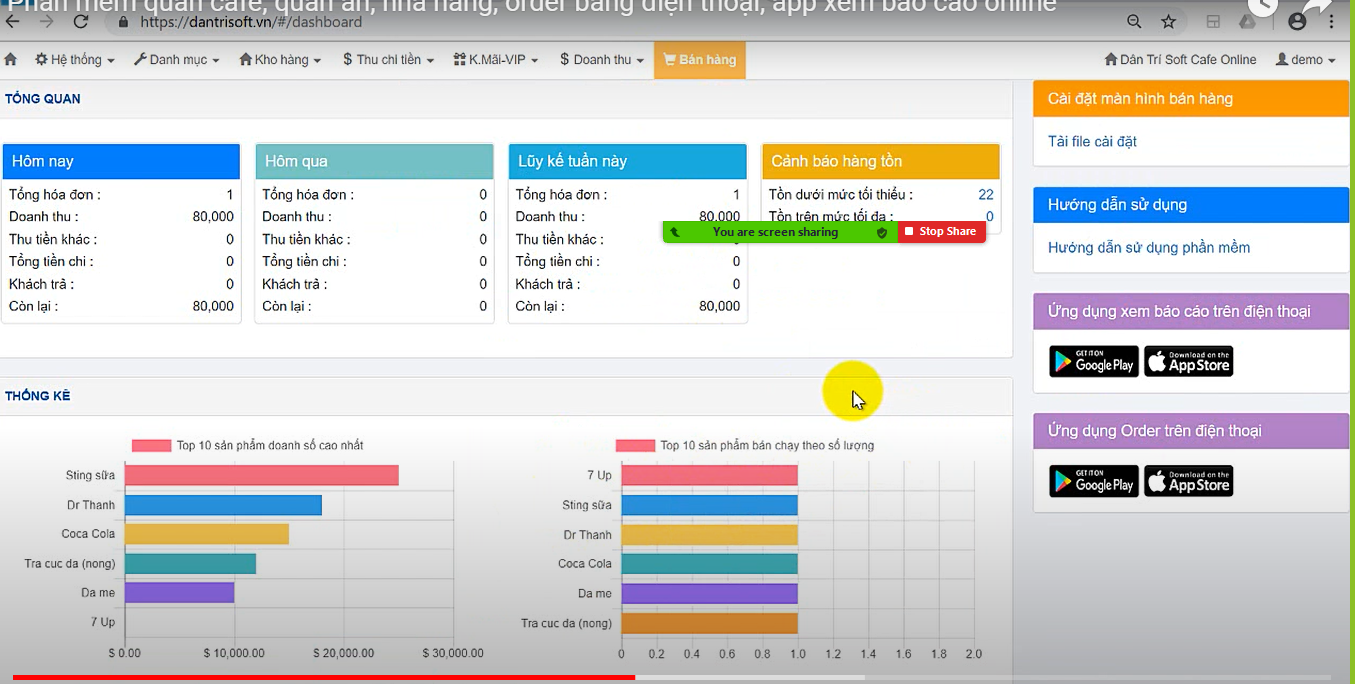 Phần mềm quán cafe, quán ăn, nhà hàng, order bằng điện thoại, app xem báo cáo online
https://dantrisoft.vn/#/dashboard
Hệ thống Danh mục Kho hàng $ Thu chi tiền K.Mãi-VIP $ Doanh thu Bán hàng Dân Trí Soft Cafe Online demo
TỔNG QUAN
Hôm nay
Tổng hóa đơn : 1
Doanh thu : 80,000
Thu tiền khác : 0
Tổng tiền chi : 0
Khách trả : 0
Còn lại : 80,000
Hôm qua
Tổng hóa đơn : 0
Doanh thu : 0
Thu tiền khác : 0
Tổng tiền chi : 0
Khách trả : 0
Còn lại : 0
Lũy kế tuần này
Tổng hóa đơn : 1
Doanh thu : 80,000
Thu tiền khác :
Tổng tiền chi : 0
Khách trả : 0
Còn lại : 80,000
Cảnh báo hàng tồn
Tồn dưới mức tối thiểu : 22
Tồn trên mức tối đa : 0
You are screen sharing Stop Share
Cài đặt màn hình bán hàng
Tải file cài đặt
Hướng dẫn sử dụng
Hướng dẫn sử dụng phần mềm
Ứng dụng xem báo cáo trên điện thoại
GET IT ON Google Play
Download on the App Store
Ứng dụng Order trên điện thoại
GET IT ON Google Play
Download on the App Store
THỐNG KÊ
Top 10 sản phẩm doanh số cao nhất
Sting sữa
Dr Thanh
Coca Cola
Tra cuc da (nong)
Da me
7 Up
$ 0.00 $ 10,000.00 $ 20,000.00 $ 30,000.00
Top 10 sản phẩm bán chạy theo số lượng
7 Up
Sting sữa
Dr Thanh
Coca Cola
Da me
Tra cuc da (nong)
0 0.2 0.4 0.6 0.8 1.0 1.2 1.4 1.6 1.8 2.0